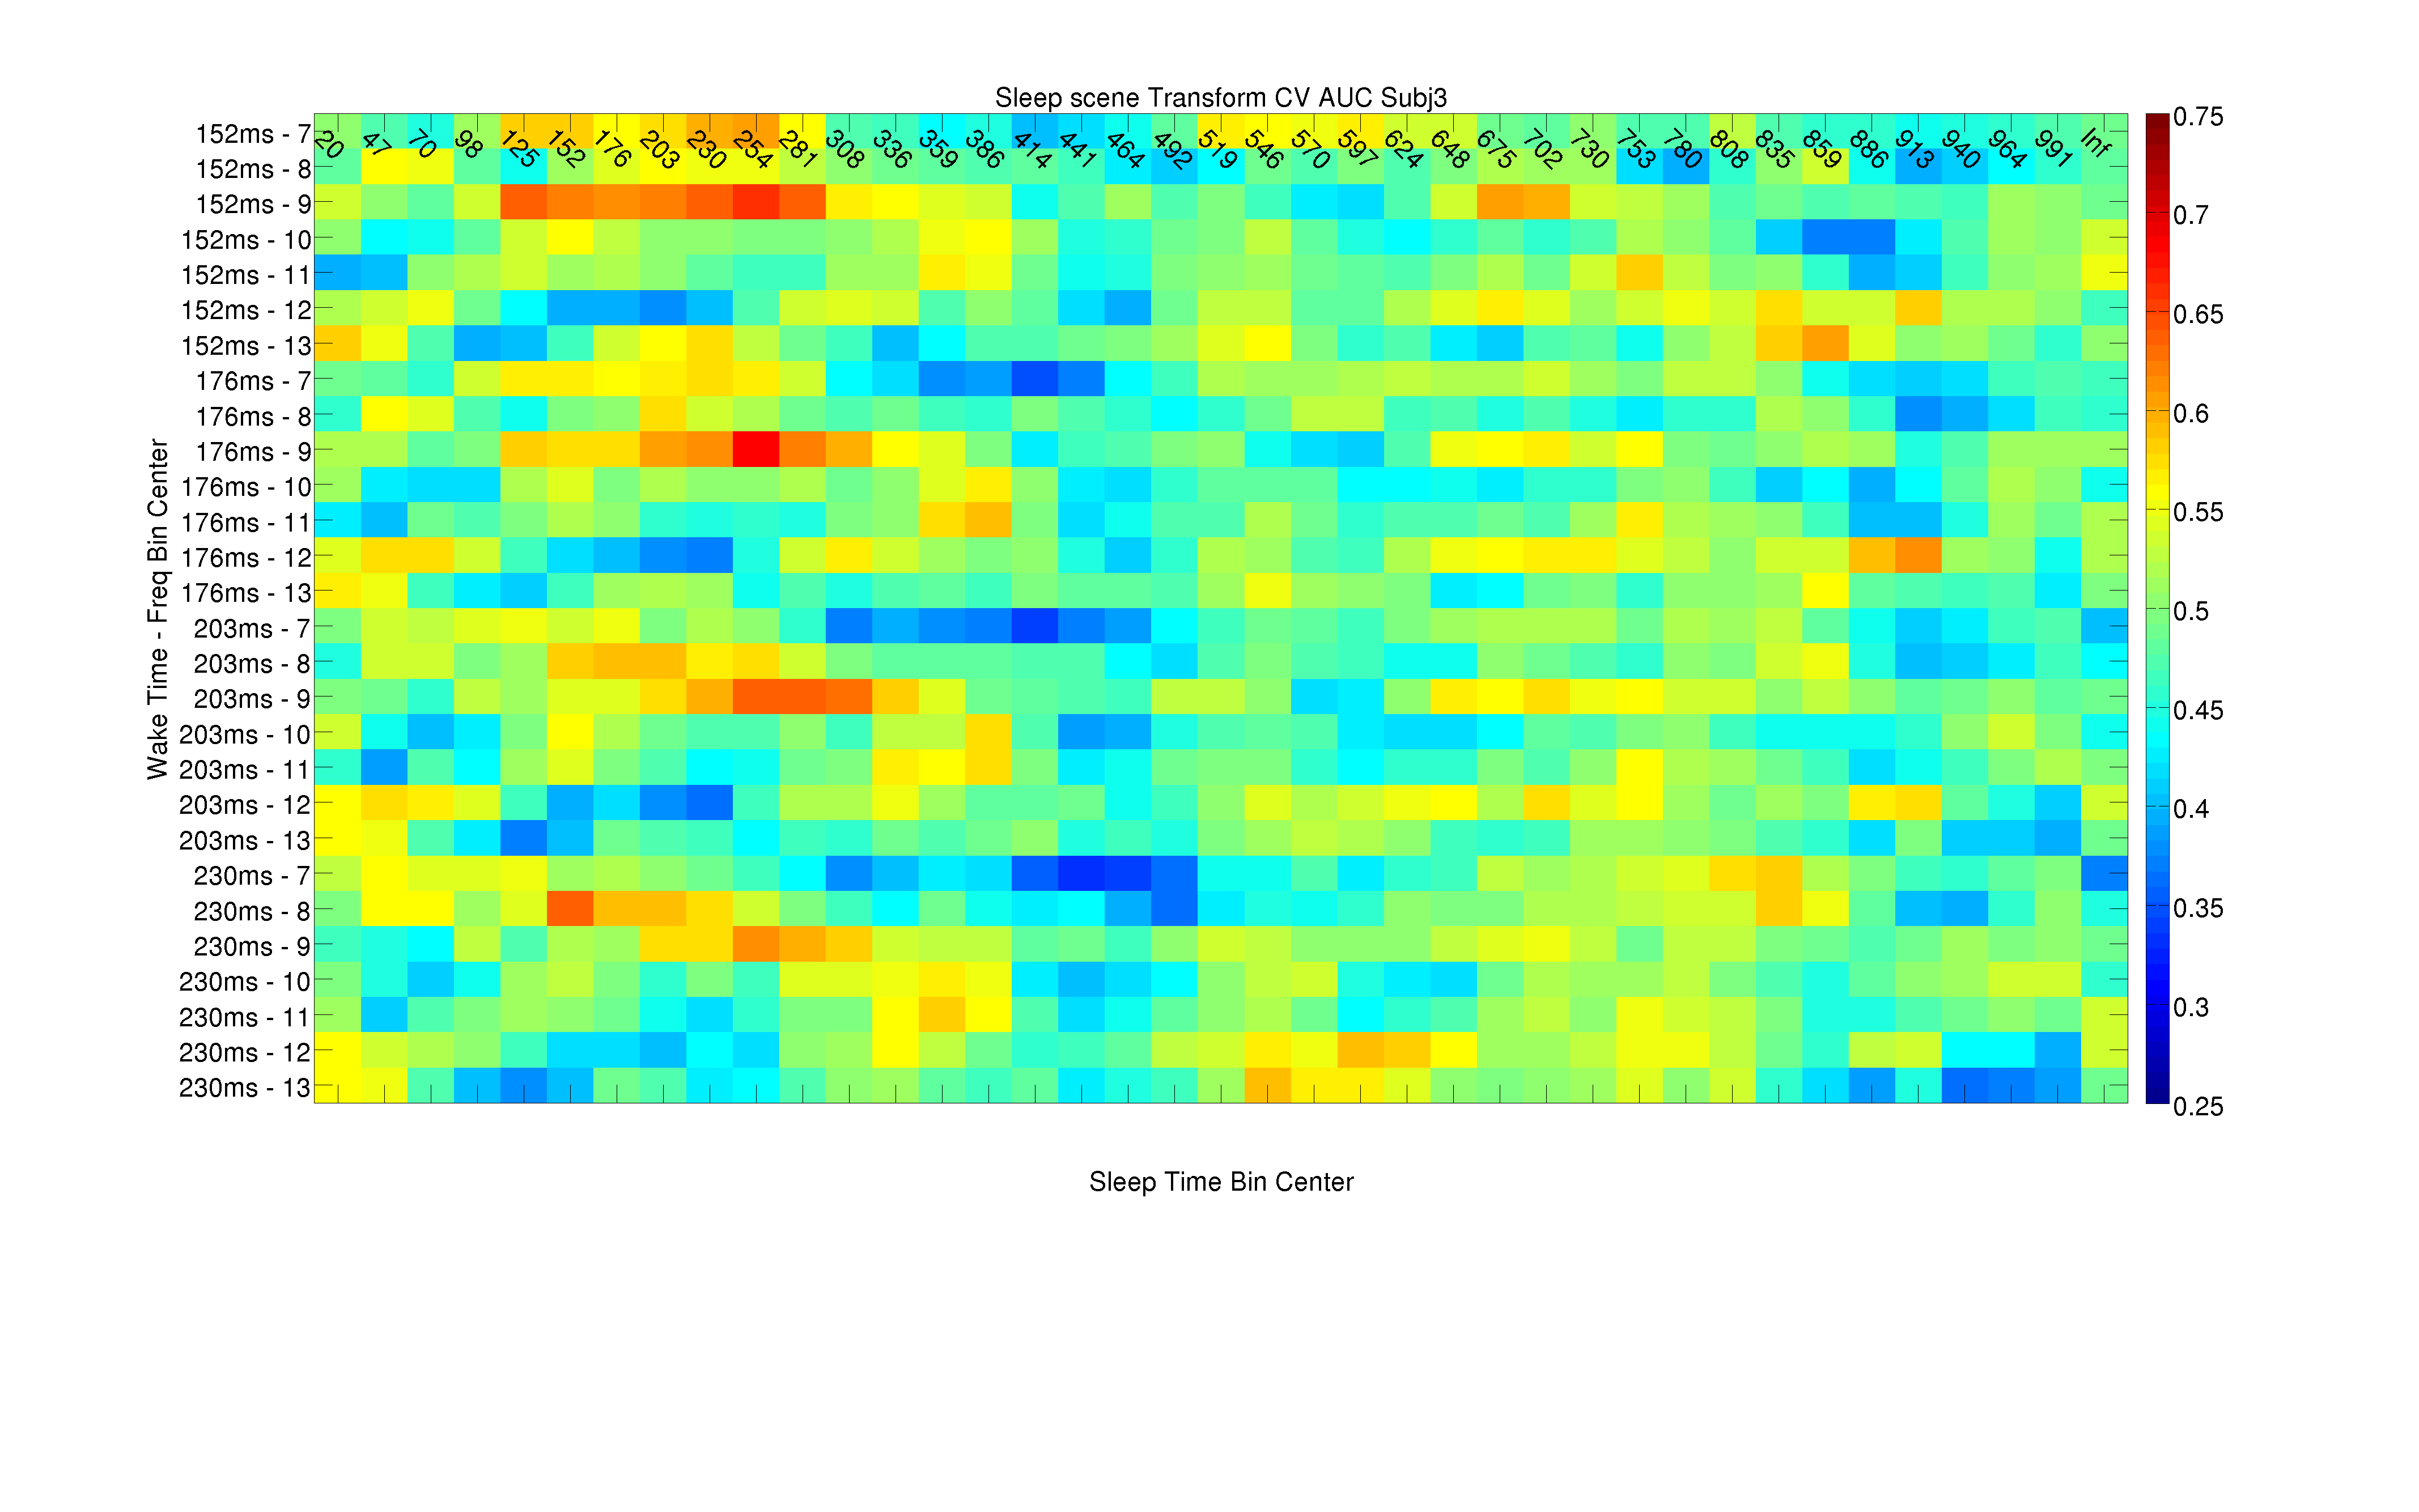 Sleep scene Transform CV AUC Subj3
20 47 70 98 125 152 176 203 230 254 281 308 336 359 386 414 441 464 492 519 546 570 597 624 648 675 702 730 753 780 808 835 859 886 913 940 964 991 Inf
Wake Time - Freq Bin Center
152ms - 7
152ms - 8
152ms - 9
152ms - 10
152ms - 11
152ms - 12
152ms - 13
176ms - 7
176ms - 8
176ms - 9
176ms - 10
176ms - 11
176ms - 12
176ms - 13
203ms - 7
203ms - 8
203ms - 9
203ms - 10
203ms - 11
203ms - 12
203ms - 13
230ms - 7
230ms - 8
230ms - 9
230ms - 10
230ms - 11
230ms - 12
230ms - 13
0.75
0.7
0.65
0.6
0.55
0.5
0.45
0.4
0.35
0.3
0.25
Sleep Time Bin Center